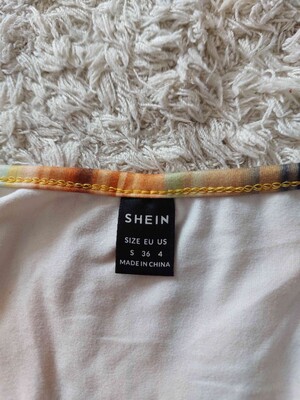 SHEIN
SIZE EU US
S 36 4
MADE IN CHINA